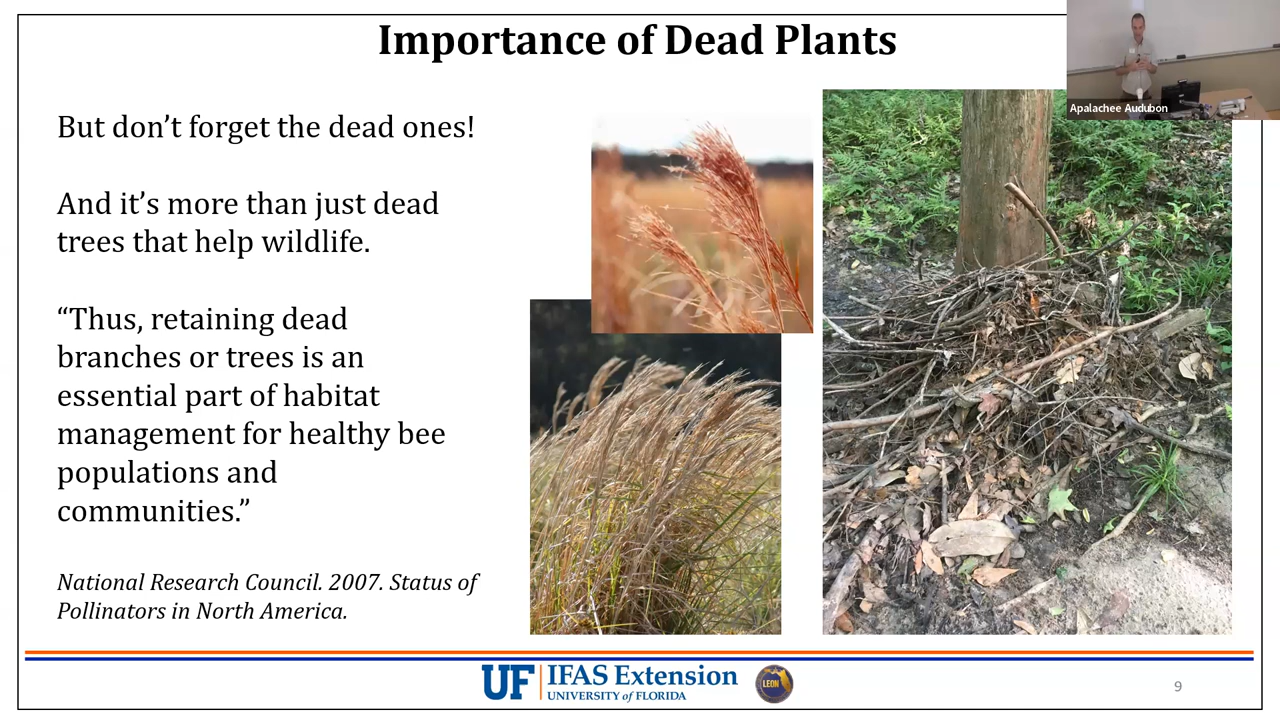 Importance of Dead Plants
Apalachee Audubon
But don’t forget the dead ones!
And it’s more than just dead
trees that help wildlife.
“Thus, retaining dead
branches or trees is an
essential part of habitat
management for healthy bee
populations and
communities.”
National Research Council. 2007. Status of
Pollinators in North America.
UF IFAS Extension
UNIVERSITY of FLORIDA
LEON
9